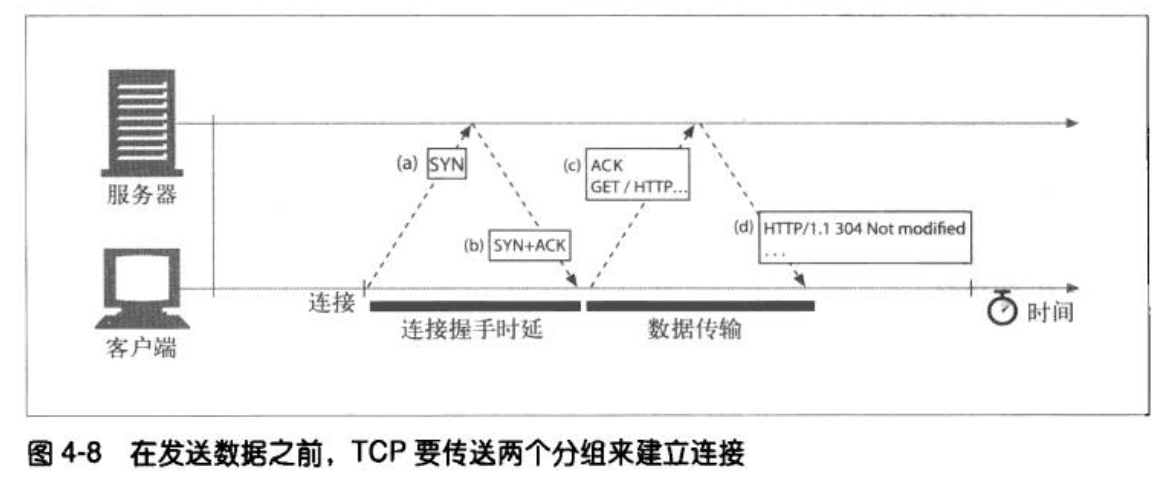 服务器
(a) SYN
(b) SYN+ACK
(c) ACK
GET / HTTP...
(d) HTTP/1.1 304 Not modified
...
连接
连接握手时延
数据传输
时间
客户端
图 4-8 在发送数据之前，TCP 要传送两个分组来建立连接